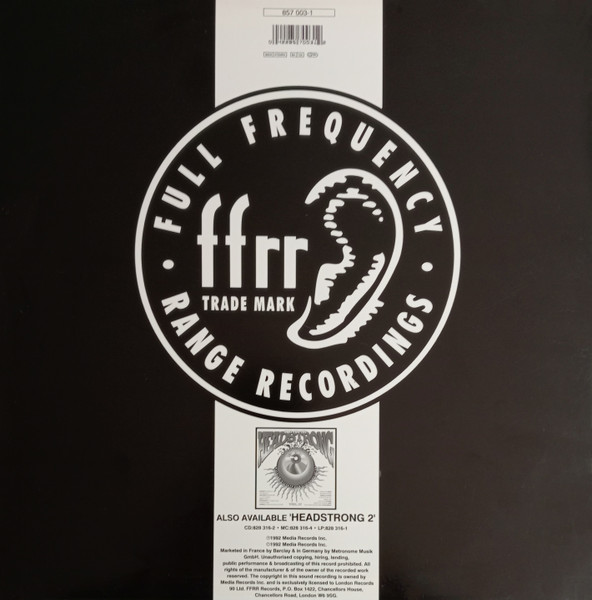 857 003-1
FULL FREQUENCY
ffrr
TRADE MARK
RANGE RECORDINGS
HEADSTRONG
ALSO AVAILABLE 'HEADSTRONG 2'
CD:828 316-2 • MC:828 316-4 • LP:828 316-1
℗1992 Media Records Inc.
©1992 Media Records Inc.
Marketed in France by Barclay & in Germany by Metronome Musik
GmbH. Unauthorised copying, hiring, lending,
public performance & broadcasting of this record prohibited. All
rights of the manufacturer & of the owner of the recorded work
reserved. The copyright in this sound recording is owned by
Media Records Inc. and is exclusively licensed to London Records
90 Ltd. FFRR Records, P.O. Box 1422, Chancellors House,
Chancellors Road, London W6 9SG.